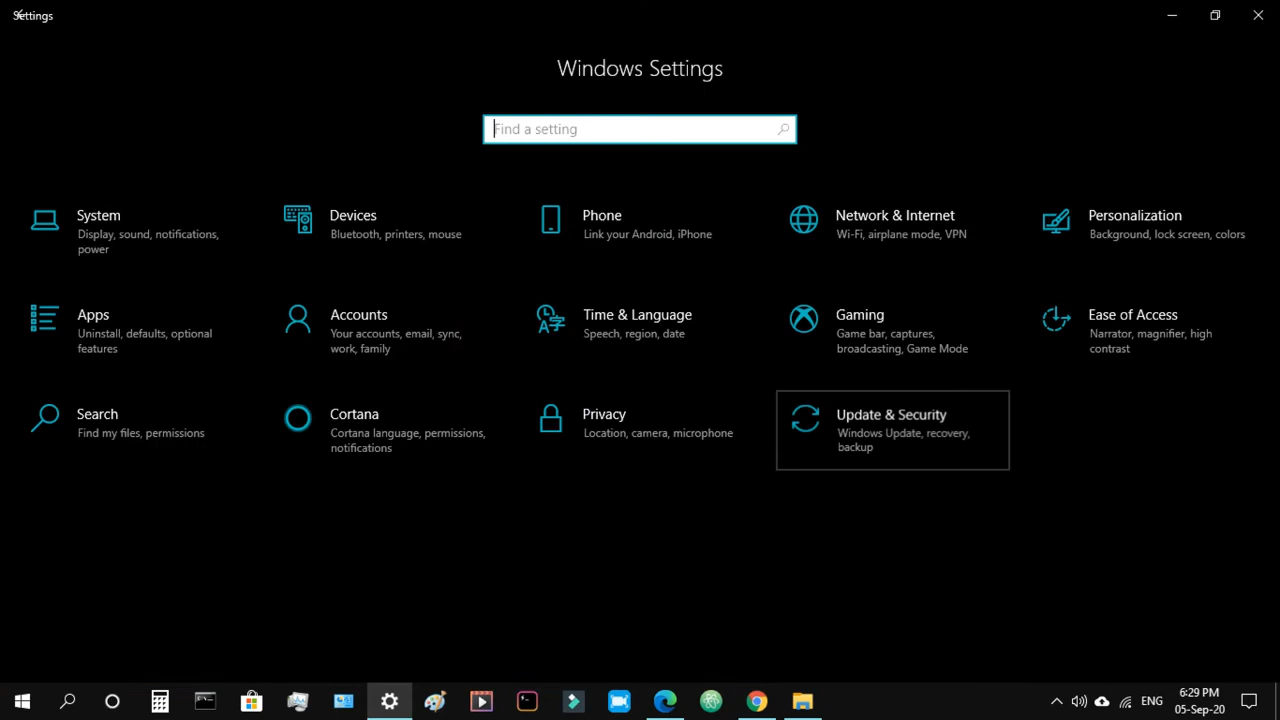 Settings
Windows Settings
Find a setting
System
Display, sound, notifications,
power
Devices
Bluetooth, printers, mouse
Phone
Link your Android, iPhone
Network & Internet
Wi-Fi, airplane mode, VPN
Personalization
Background, lock screen, colors
Apps
Uninstall, defaults, optional
features
Accounts
Your accounts, email, sync,
work, family
Time & Language
Speech, region, date
Gaming
Game bar, captures,
broadcasting, Game Mode
Ease of Access
Narrator, magnifier, high
contrast
Search
Find my files, permissions
Cortana
Cortana language, permissions,
notifications
Privacy
Location, camera, microphone
Update & Security
Windows Update, recovery,
backup
ENG
6:29 PM
05-Sep-20